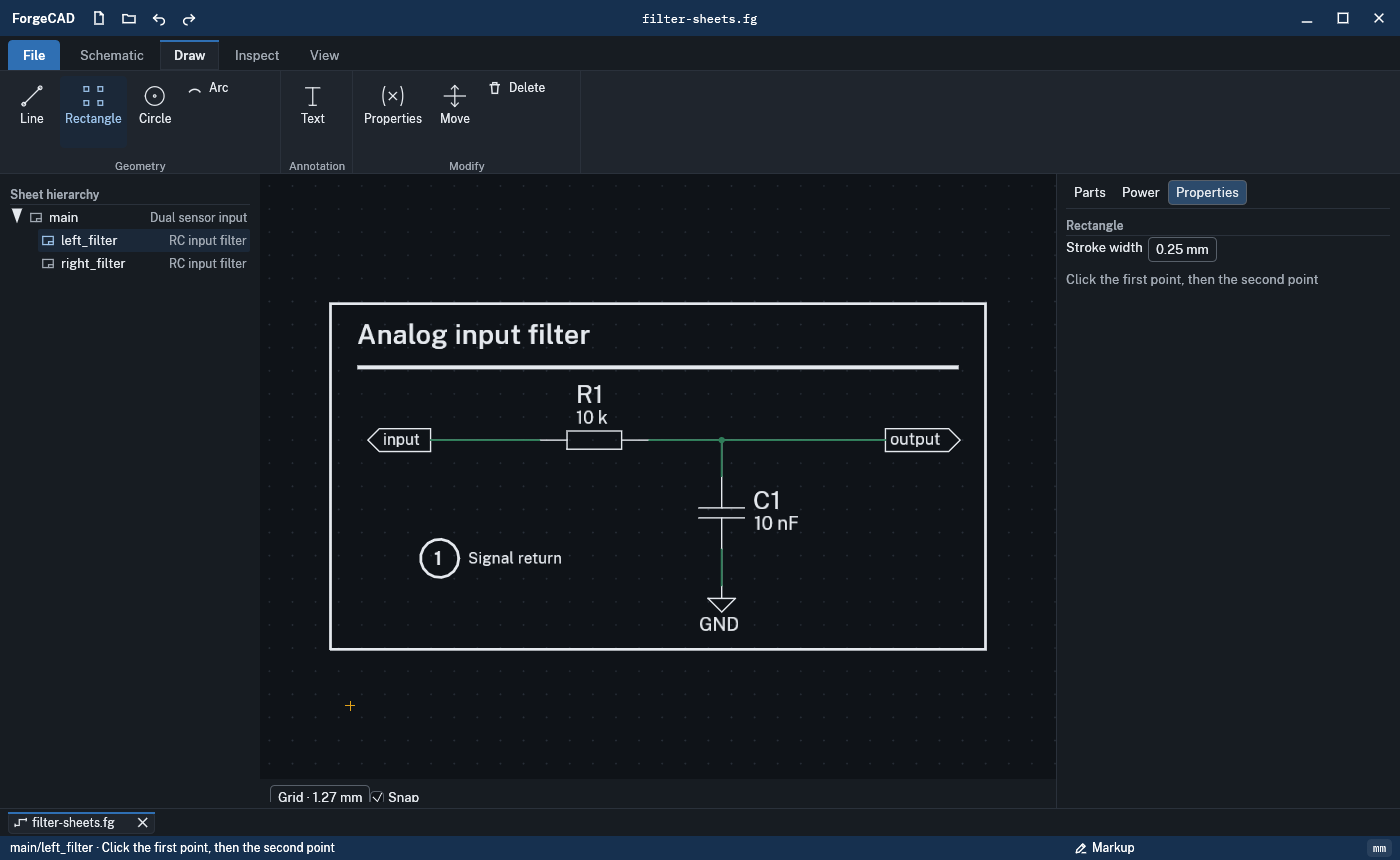 ForgeCAD
filter-sheets.fg
File Schematic Draw Inspect View
Line Rectangle Circle Arc Text Properties Move Delete
Geometry Annotation Modify
Sheet hierarchy
main Dual sensor input
left_filter RC input filter
right_filter RC input filter
Analog input filter
R1
10 k
input
output
C1
10 nF
1 Signal return
GND
Grid · 1.27 mm Snap
Parts Power Properties
Rectangle
Stroke width 0.25 mm
Click the first point, then the second point
filter-sheets.fg
main/left_filter · Click the first point, then the second point
Markup
mm